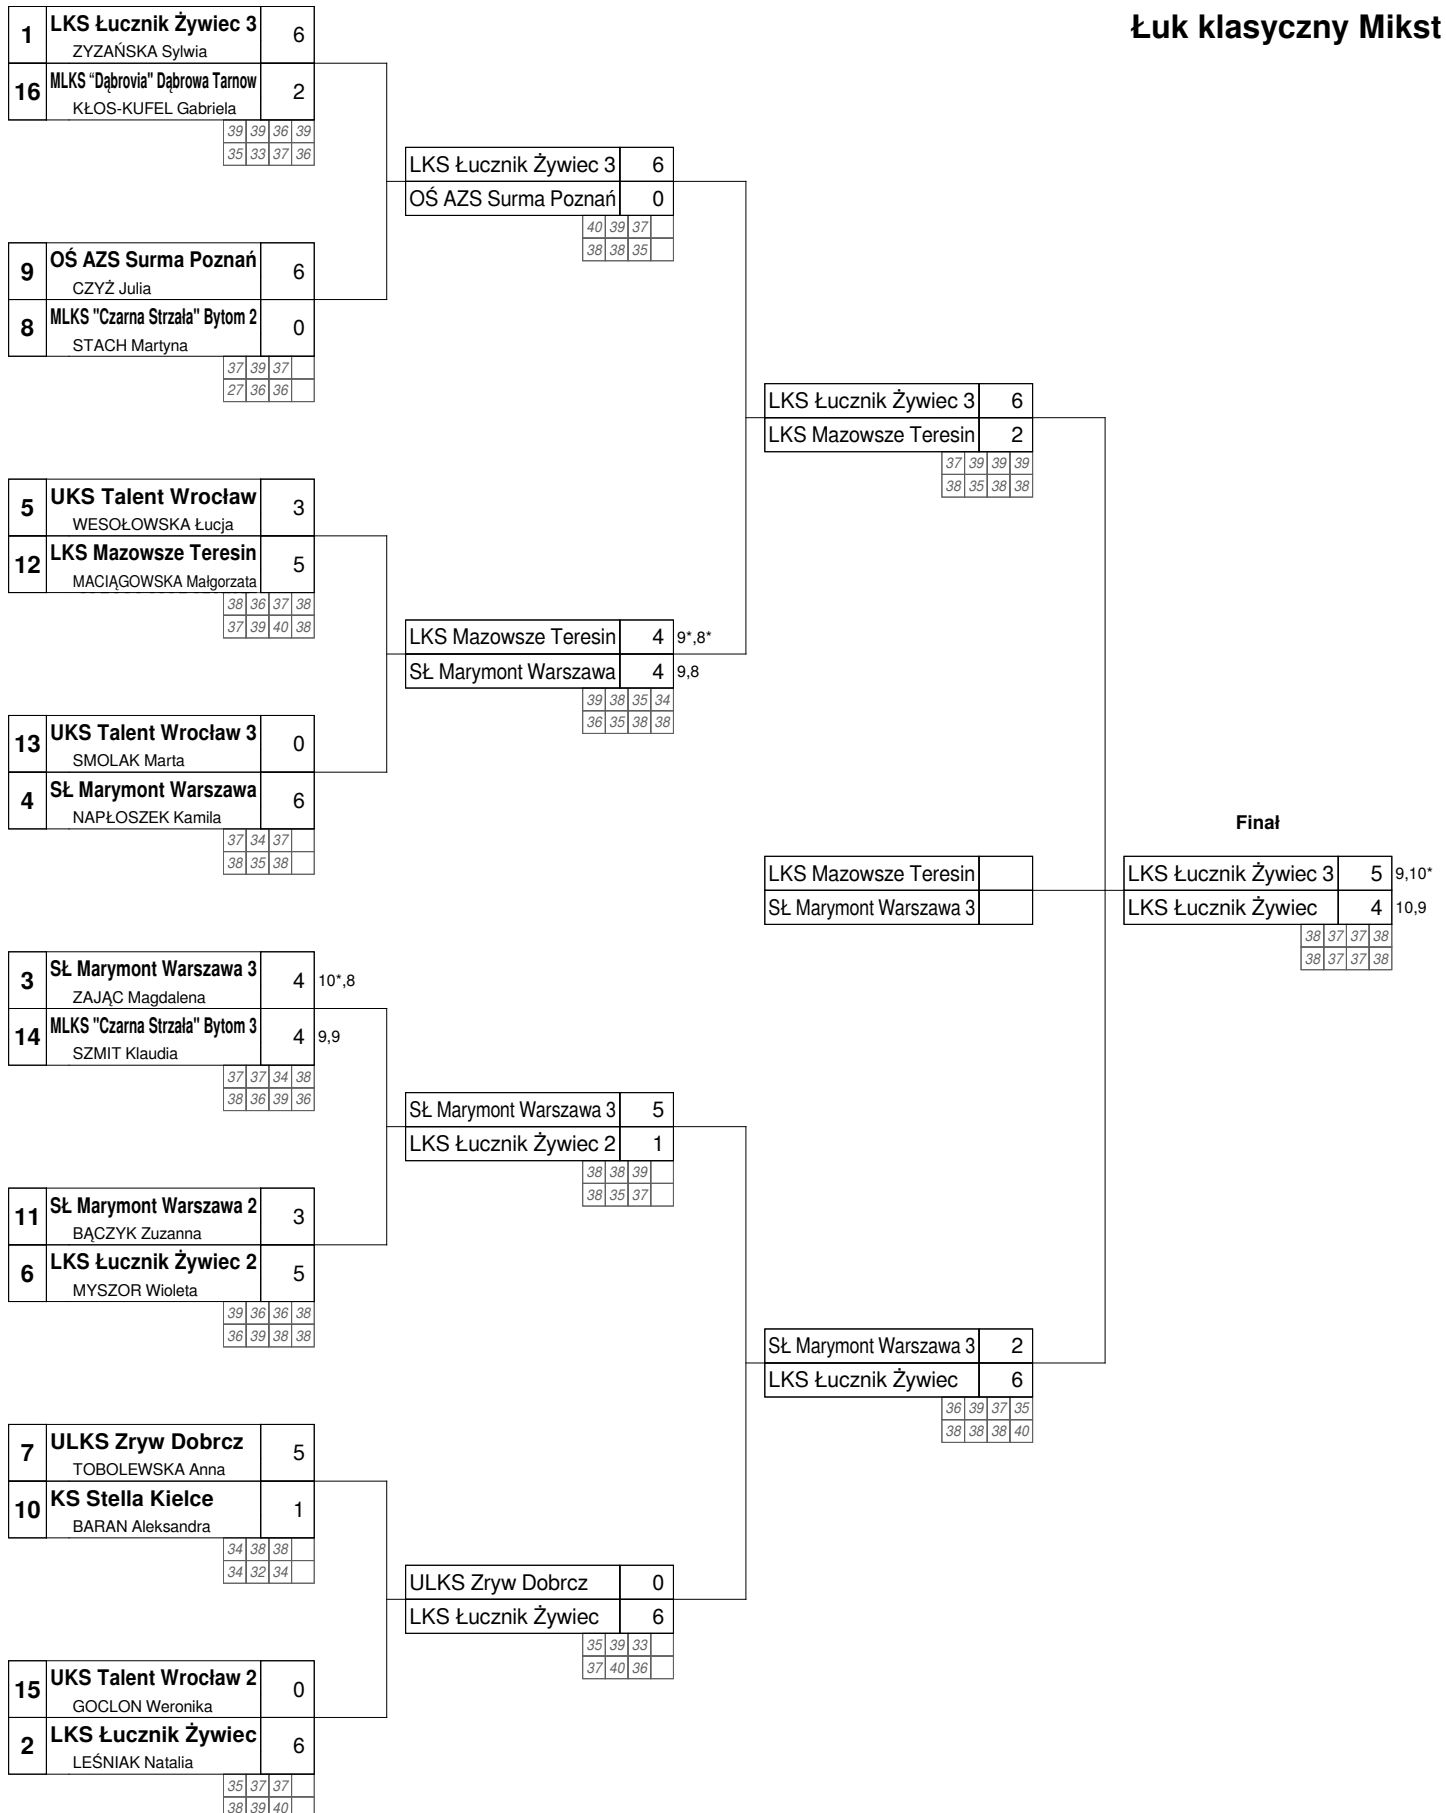 Łuk klasyczny Mikst
1 LKS Łucznik Żywiec 3 6
ZYZAŃSKA Sylwia
16 MLKS “Dąbrovia" Dąbrowa Tarnow 2
KŁOS-KUFEL Gabriela
39 39 36 39
35 33 37 36
LKS Łucznik Żywiec 3 6
OŚ AZS Surma Poznań 0
40 39 37
38 38 35
9 OŚ AZS Surma Poznań 6
CZYŻ Julia
8 MLKS "Czarna Strzała" Bytom 2 0
STACH Martyna
37 39 37
27 36 36
LKS Łucznik Żywiec 3 6
LKS Mazowsze Teresin 2
37 39 39 39
38 35 38 38
5 UKS Talent Wrocław 3
WESOŁOWSKA Łucja
12 LKS Mazowsze Teresin 5
MACIĄGOWSKA Małgorzata
38 36 37 38
37 39 40 38
LKS Mazowsze Teresin 4 9*,8*
SŁ Marymont Warszawa 4 9,8
39 38 35 34
36 35 38 38
13 UKS Talent Wrocław 3 0
SMOLAK Marta
4 SŁ Marymont Warszawa 6
NAPŁOSZEK Kamila
37 34 37
38 35 38
Finał
LKS Mazowsze Teresin
SŁ Marymont Warszawa 3
LKS Łucznik Żywiec 3 5 9,10*
LKS Łucznik Żywiec 4 10,9
38 37 37 38
38 37 37 38
3 SŁ Marymont Warszawa 3 4 10*,8
ZAJĄC Magdalena
14 MLKS "Czarna Strzała" Bytom 3 4 9,9
SZMIT Klaudia
37 37 34 38
38 36 39 36
SŁ Marymont Warszawa 3 5
LKS Łucznik Żywiec 2 1
38 38 39
38 35 37
11 SŁ Marymont Warszawa 2 3
BĄCZYK Zuzanna
6 LKS Łucznik Żywiec 2 5
MYSZOR Wioleta
39 36 36 38
36 39 38 38
SŁ Marymont Warszawa 3 2
LKS Łucznik Żywiec 6
36 39 37 35
38 38 38 40
7 ULKS Zryw Dobrcz 5
TOBOLEWSKA Anna
10 KS Stella Kielce 1
BARAN Aleksandra
34 38 38
34 32 34
ULKS Zryw Dobrcz 0
LKS Łucznik Żywiec 6
35 39 33
37 40 36
15 UKS Talent Wrocław 2 0
GOCLON Weronika
2 LKS Łucznik Żywiec 6
LEŚNIAK Natalia
35 37 37
38 39 40